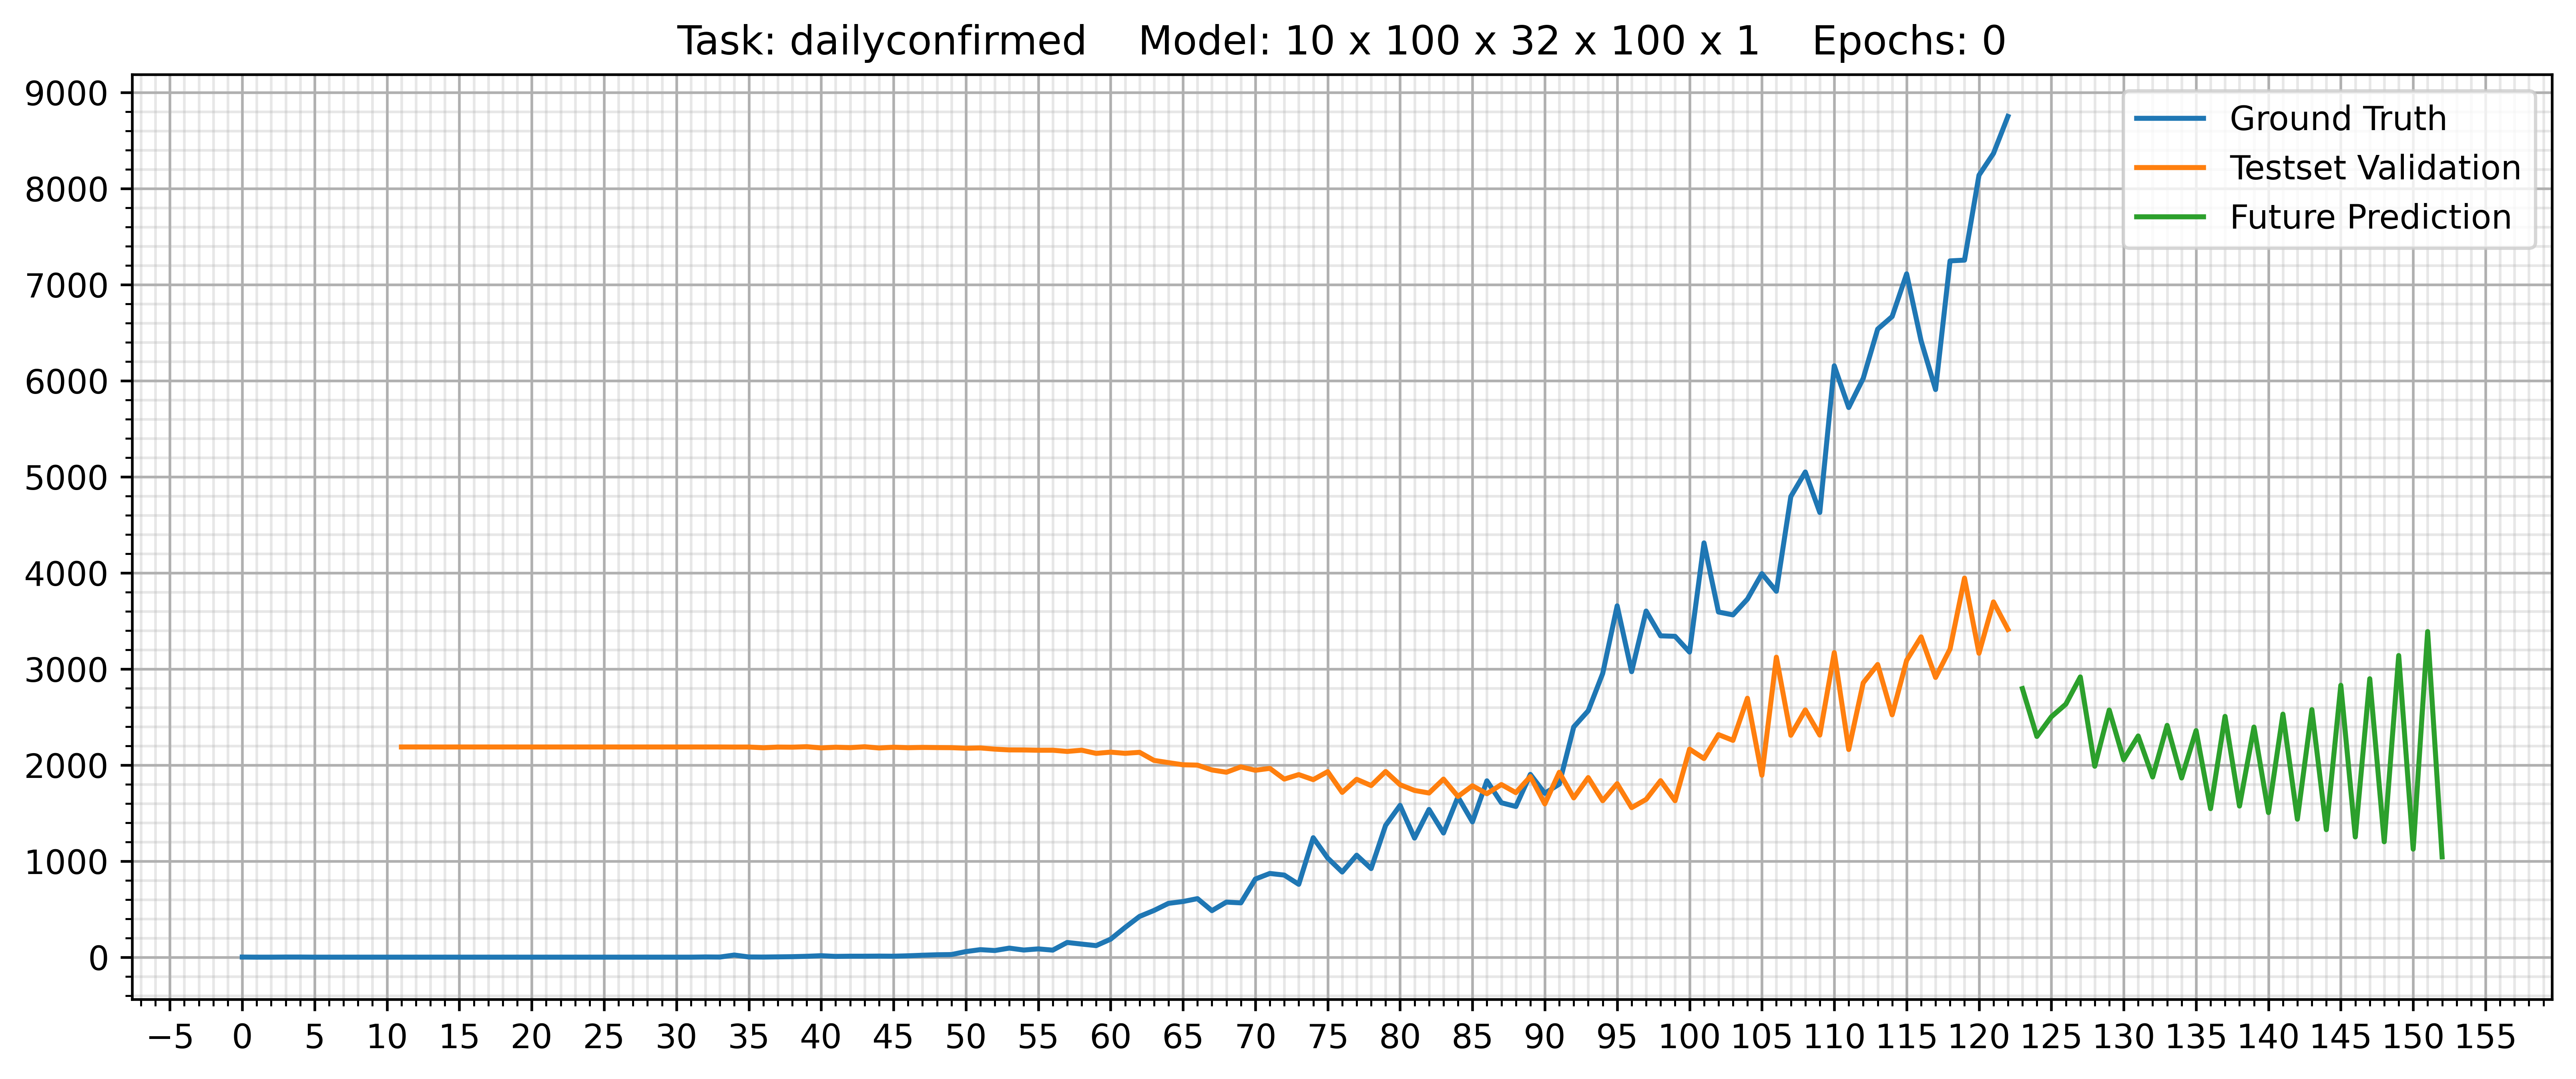 Task: dailyconfirmed    Model: 10 x 100 x 32 x 100 x 1    Epochs: 0
9000
8000
7000
6000
5000
4000
3000
2000
1000
0
Ground Truth
Testset Validation
Future Prediction
−5 0 5 10 15 20 25 30 35 40 45 50 55 60 65 70 75 80 85 90 95 100 105 110 115 120 125 130 135 140 145 150 155